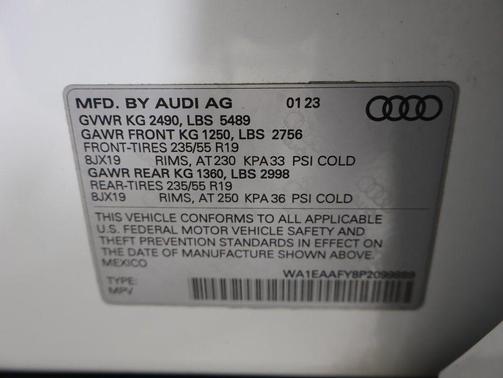 MFD. BY AUDI AG 01 23
GVWR KG 2490, LBS 5489
GAWR FRONT KG 1250, LBS 2756
FRONT-TIRES 235/55 R19
8JX19 RIMS, AT 230 KPA 33 PSI COLD
GAWR REAR KG 1360, LBS 2998
REAR-TIRES 235/55 R19
8JX19 RIMS, AT 250 KPA 36 PSI COLD
THIS VEHICLE CONFORMS TO ALL APPLICABLE
U.S. FEDERAL MOTOR VEHICLE SAFETY AND
THEFT PREVENTION STANDARDS IN EFFECT ON
THE DATE OF MANUFACTURE SHOWN ABOVE.
MEXICO
TYPE:
MPV